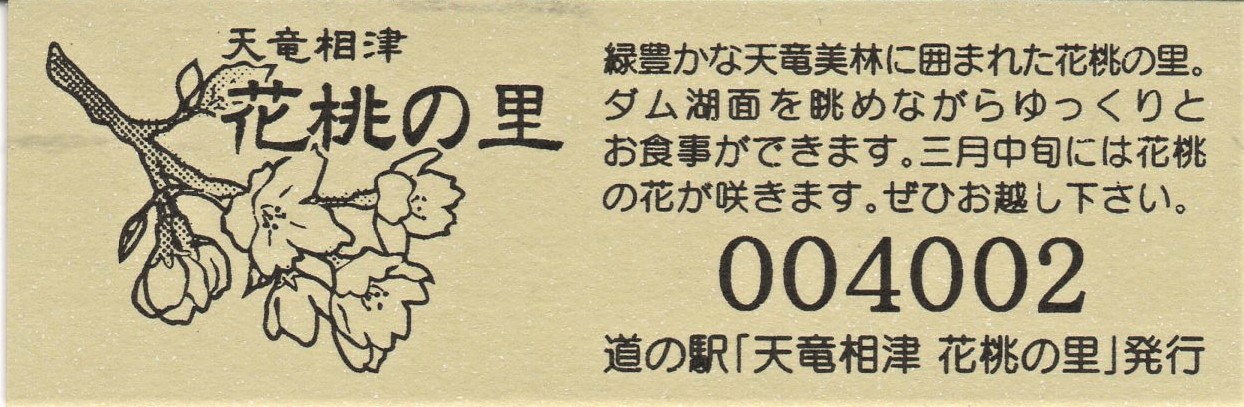 天竜相津
花桃の里
緑豊かな天竜美林に囲まれた花桃の里。
ダム湖面を眺めながらゆっくりと
お食事ができます。三月中旬には花桃
の花が咲きます。ぜひお越し下さい。
004002
道の駅「天竜相津 花桃の里」発行